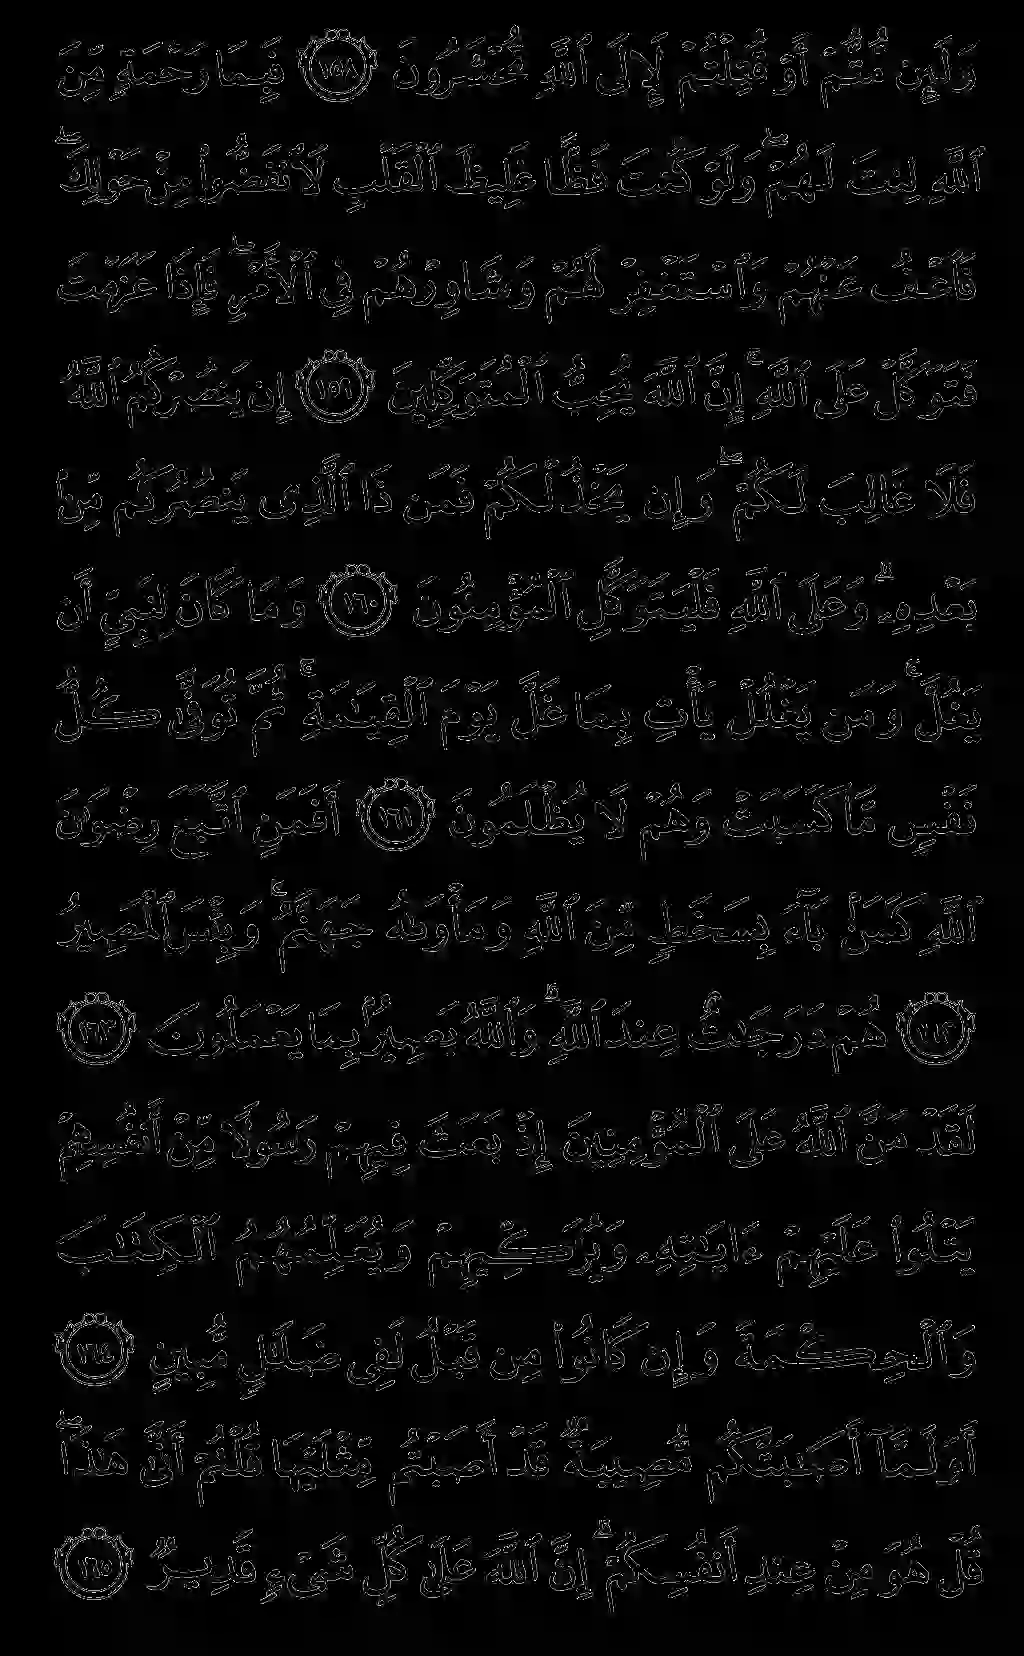 وَلَئِن مُّتُّمْ أَوْ قُتِلْتُمْ لَإِلَى ٱللَّهِ تُحْشَرُونَ ١٥٨ فَبِمَا رَحْمَةٍ مِّنَ
ٱللَّهِ لِنتَ لَهُمْ ۖ وَلَوْ كُنتَ فَظًّا غَلِيظَ ٱلْقَلْبِ لَٱنفَضُّوا۟ مِنْ حَوْلِكَ ۖ
فَٱعْفُ عَنْهُمْ وَٱسْتَغْفِرْ لَهُمْ وَشَاوِرْهُمْ فِى ٱلْأَمْرِ ۖ فَإِذَا عَزَمْتَ
فَتَوَكَّلْ عَلَى ٱللَّهِ ۚ إِنَّ ٱللَّهَ يُحِبُّ ٱلْمُتَوَكِّلِينَ ١٥٩ إِن يَنصُرْكُمُ ٱللَّهُ
فَلَا غَالِبَ لَكُمْ ۖ وَإِن يَخْذُلْكُمْ فَمَن ذَا ٱلَّذِى يَنصُرُكُم مِّنۢ
بَعْدِهِۦ ۗ وَعَلَى ٱللَّهِ فَلْيَتَوَكَّلِ ٱلْمُؤْمِنُونَ ١٦٠ وَمَا كَانَ لِنَبِىٍّ أَن
يَغُلَّ ۚ وَمَن يَغْلُلْ يَأْتِ بِمَا غَلَّ يَوْمَ ٱلْقِيَـٰمَةِ ۚ ثُمَّ تُوَفَّىٰ كُلُّ
نَفْسٍ مَّا كَسَبَتْ وَهُمْ لَا يُظْلَمُونَ ١٦١ أَفَمَنِ ٱتَّبَعَ رِضْوَٰنَ
ٱللَّهِ كَمَنۢ بَآءَ بِسَخَطٍ مِّنَ ٱللَّهِ وَمَأْوَىٰهُ جَهَنَّمُ ۚ وَبِئْسَ ٱلْمَصِيرُ
١٦٢ هُمْ دَرَجَـٰتٌ عِندَ ٱللَّهِ ۗ وَٱللَّهُ بَصِيرٌۢ بِمَا يَعْمَلُونَ ١٦٣
لَقَدْ مَنَّ ٱللَّهُ عَلَى ٱلْمُؤْمِنِينَ إِذْ بَعَثَ فِيهِمْ رَسُولًا مِّنْ أَنفُسِهِمْ
يَتْلُوا۟ عَلَيْهِمْ ءَايَـٰتِهِۦ وَيُزَكِّيهِمْ وَيُعَلِّمُهُمُ ٱلْكِتَـٰبَ
وَٱلْحِكْمَةَ وَإِن كَانُوا۟ مِن قَبْلُ لَفِى ضَلَـٰلٍ مُّبِينٍ ١٦٤
أَوَلَمَّآ أَصَـٰبَتْكُم مُّصِيبَةٌ قَدْ أَصَبْتُم مِّثْلَيْهَا قُلْتُمْ أَنَّىٰ هَـٰذَا ۖ
قُلْ هُوَ مِنْ عِندِ أَنفُسِكُمْ ۗ إِنَّ ٱللَّهَ عَلَىٰ كُلِّ شَىْءٍ قَدِيرٌ ١٦٥